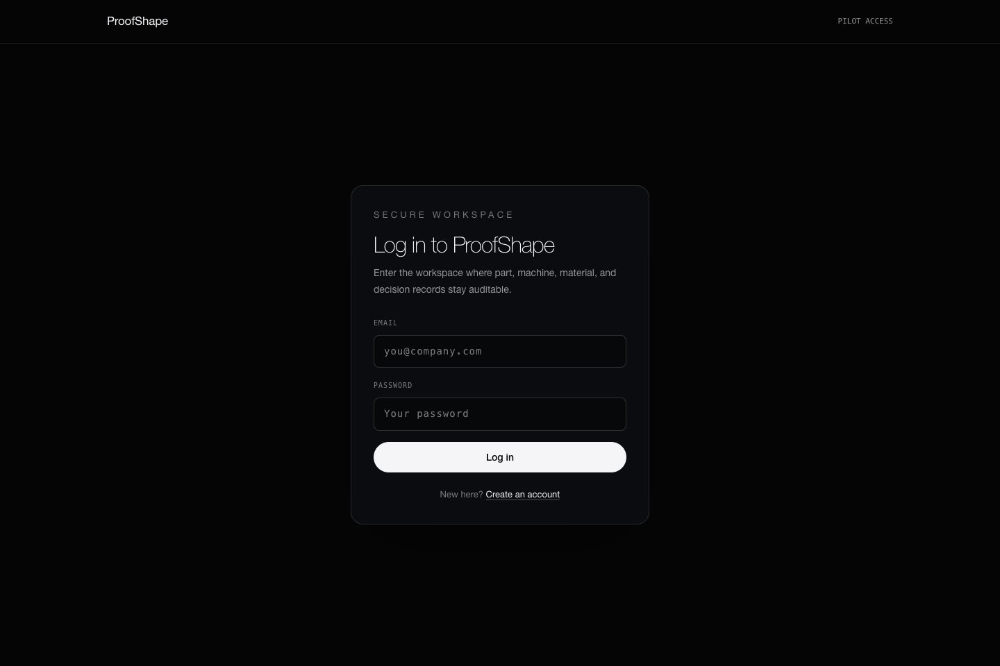 ProofShape
PILOT ACCESS
SECURE WORKSPACE
Log in to ProofShape
Enter the workspace where part, machine, material, and
decision records stay auditable.
EMAIL
you@company.com
PASSWORD
Your password
Log in
New here? Create an account